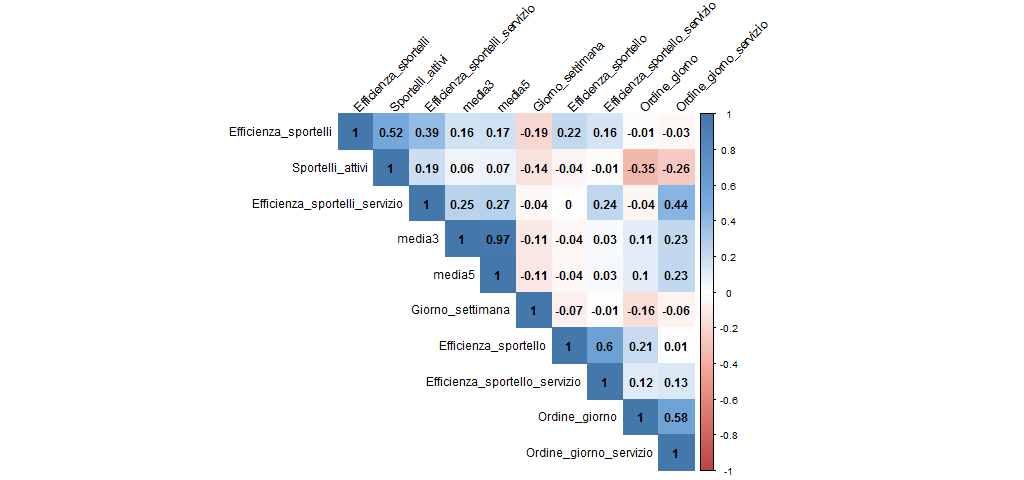 Efficienza_sportelli
Sportelli_attivi
Efficienza_sportelli_servizio
media3
media5
Giorno_settimana
Efficienza_sportello
Efficienza_sportello_servizio
Ordine_giorno
Ordine_giorno_servizio
Efficienza_sportelli 1 0.52 0.39 0.16 0.17 -0.19 0.22 0.16 -0.01 -0.03
Sportelli_attivi 1 0.19 0.06 0.07 -0.14 -0.04 -0.01 -0.35 -0.26
Efficienza_sportelli_servizio 1 0.25 0.27 -0.04 0 0.24 -0.04 0.44
media3 1 0.97 -0.11 -0.04 0.03 0.11 0.23
media5 1 -0.11 -0.04 0.03 0.1 0.23
Giorno_settimana 1 -0.07 -0.01 -0.16 -0.06
Efficienza_sportello 1 0.6 0.21 0.01
Efficienza_sportello_servizio 1 0.12 0.13
Ordine_giorno 1 0.58
Ordine_giorno_servizio 1
1
0.8
0.6
0.4
0.2
0
-0.2
-0.4
-0.6
-0.8
-1